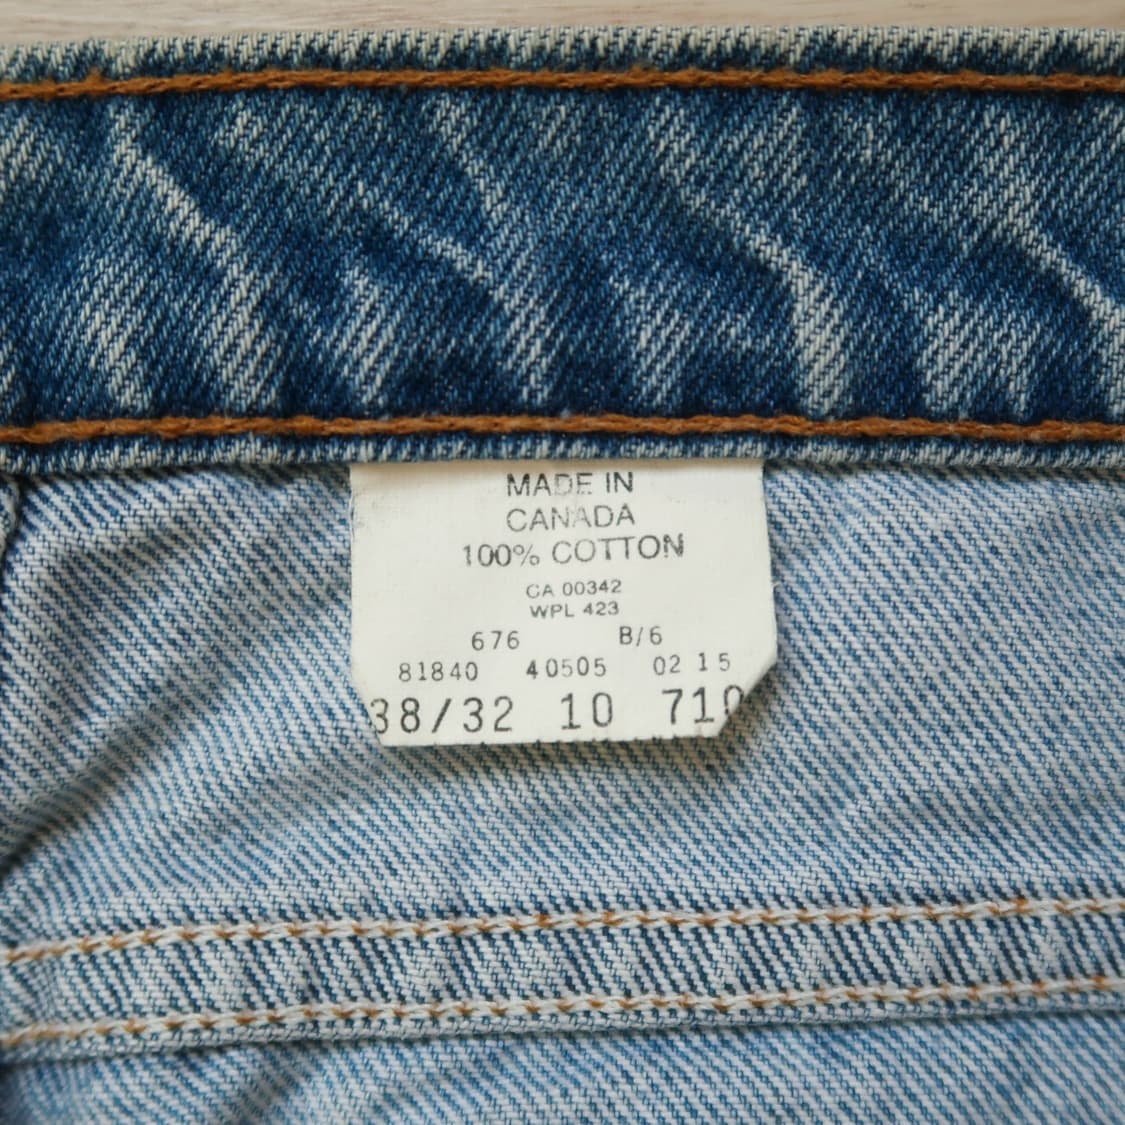 MADE IN
CANADA
100% COTTON
CA 00342
WPL 423
676 B/6
81840 40505 02 15
38/32 10 710